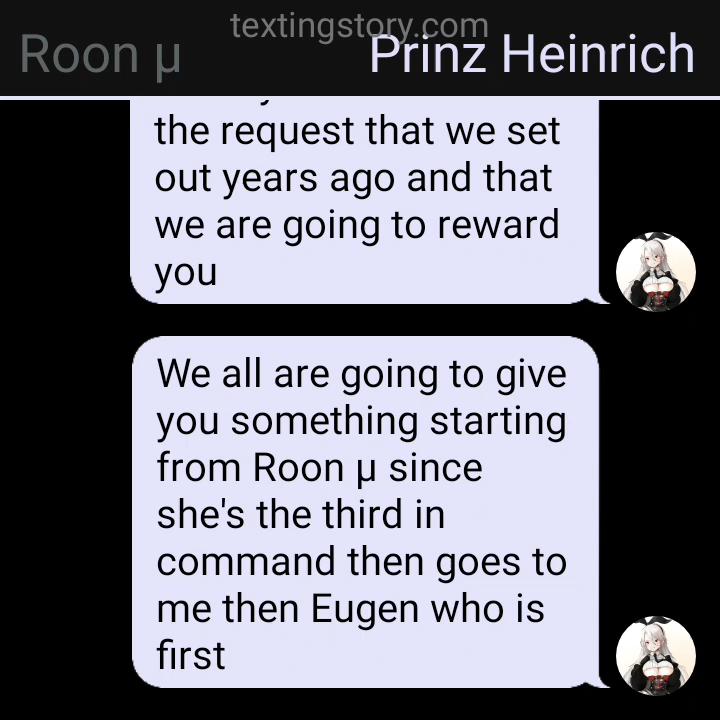 textingstory.com
Roon μ
Prinz Heinrich
the request that we set
out years ago and that
we are going to reward
you
We all are going to give
you something starting
from Roon μ since
she's the third in
command then goes to
me then Eugen who is
first